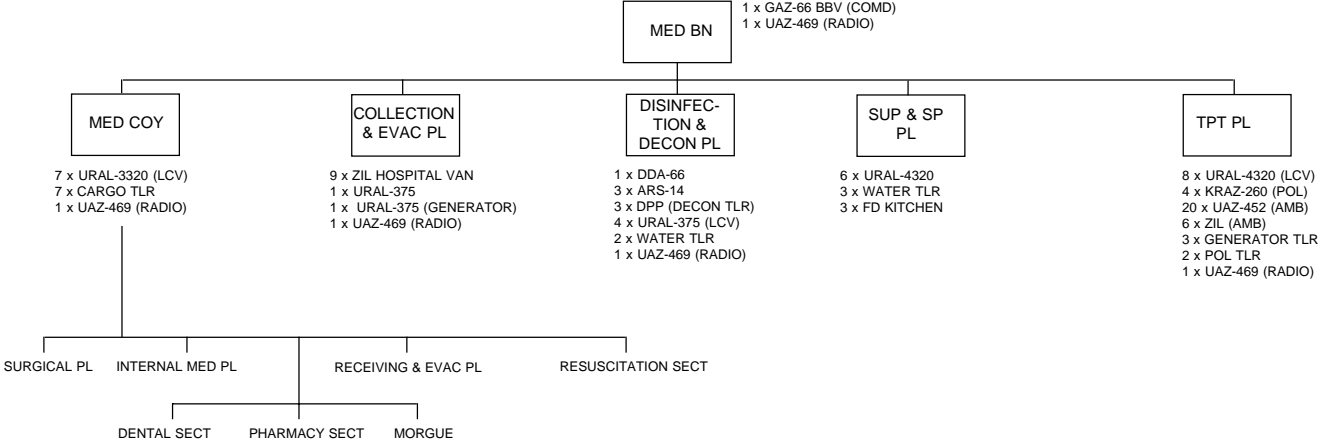 MED BN
1 x GAZ-66 BBV (COMD)
1 x UAZ-469 (RADIO)
MED COY
7 x URAL-3320 (LCV)
7 x CARGO TLR
1 x UAZ-469 (RADIO)
COLLECTION
& EVAC PL
9 x ZIL HOSPITAL VAN
1 x URAL-375
1 x URAL-375 (GENERATOR)
1 x UAZ-469 (RADIO)
DISINFEC-
TION &
DECON PL
1 x DDA-66
3 x ARS-14
3 x DPP (DECON TLR)
4 x URAL-375 (LCV)
2 x WATER TLR
1 x UAZ-469 (RADIO)
SUP & SP
PL
6 x URAL-4320
3 x WATER TLR
3 x FD KITCHEN
TPT PL
8 x URAL-4320 (LCV)
4 x KRAZ-260 (POL)
20 x UAZ-452 (AMB)
6 x ZIL (AMB)
3 x GENERATOR TLR
2 x POL TLR
1 x UAZ-469 (RADIO)
SURGICAL PL
INTERNAL MED PL
RECEIVING & EVAC PL
RESUSCITATION SECT
DENTAL SECT
PHARMACY SECT
MORGUE